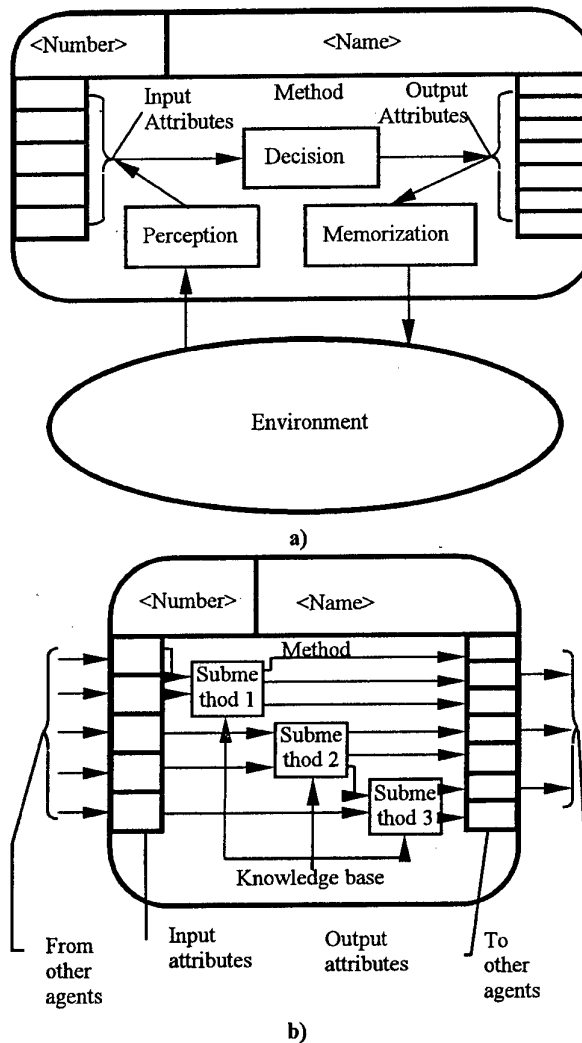 <Number>
<Name>
Input
Attributes
Method
Output
Attributes
Decision
Perception
Memorization
Environment
a)
<Number>
<Name>
Method
Subme
thod 1
Subme
thod 2
Subme
thod 3
Knowledge base
From
other
agents
Input
attributes
Output
attributes
To
other
agents
b)